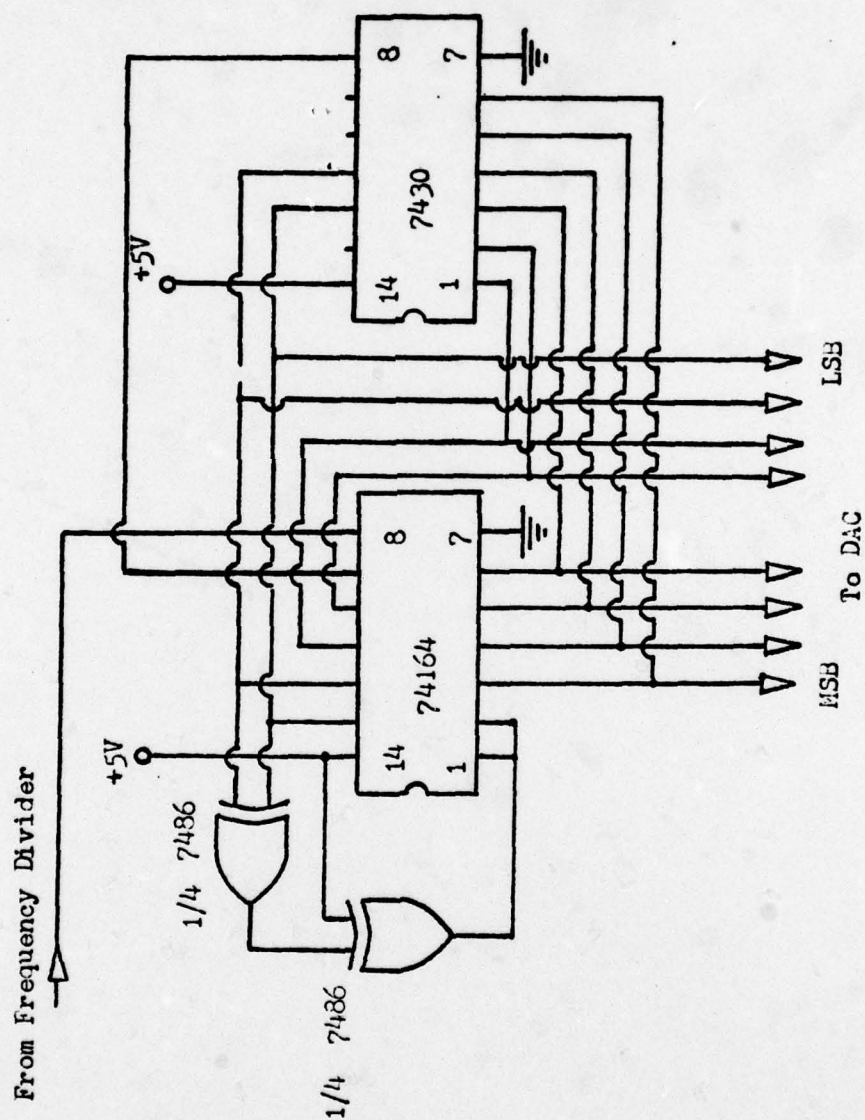 From Frequency Divider
+5V
+5V
1/4 7486
1/4 7486
14
8
74164
1
7
14
8
7430
1
7
MSB
LSB
To DAC